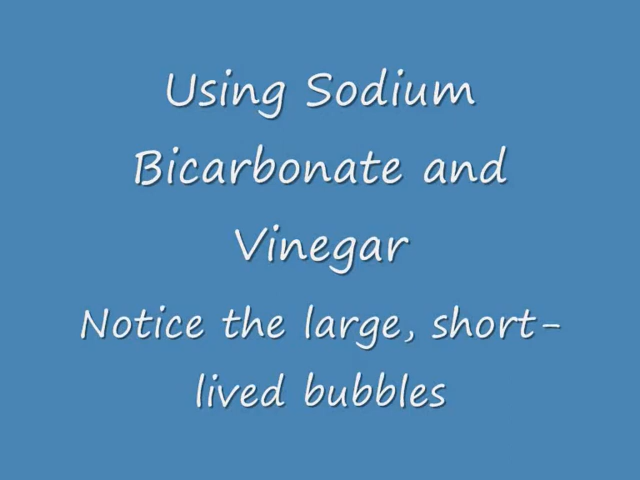 Using Sodium
Bicarbonate and
Vinegar
Notice the large, short-
lived bubbles